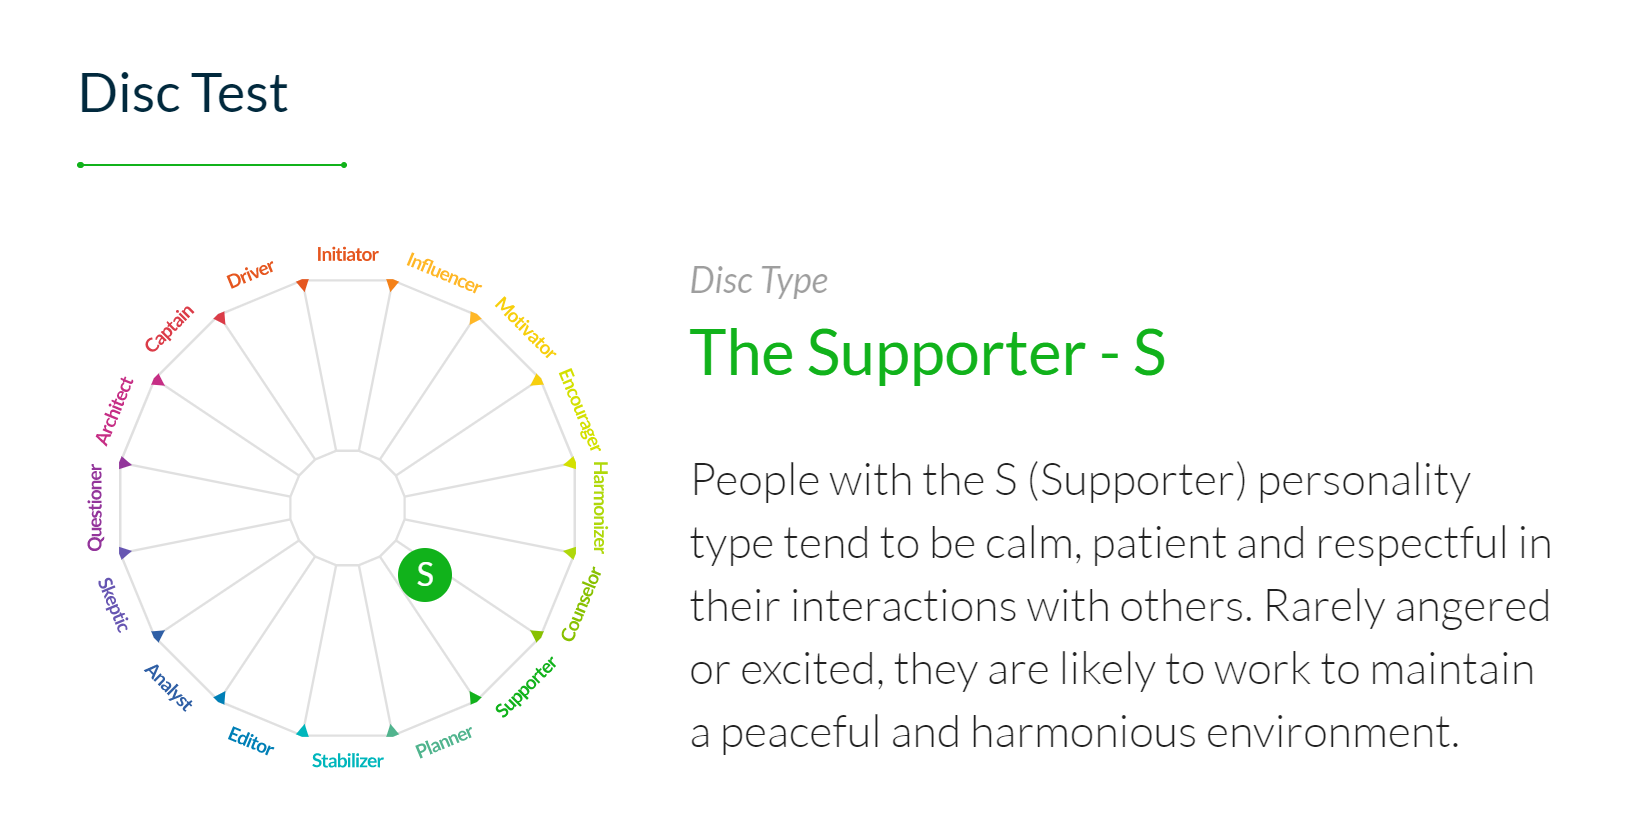 Disc Test
Initiator
Influencer
Motivator
Encourager
Harmonizer
Counselor
Supporter
Planner
Stabilizer
Editor
Analyst
Skeptic
Questioner
Architect
Captain
Driver
S
Disc Type
The Supporter - S
People with the S (Supporter) personality
type tend to be calm, patient and respectful in
their interactions with others. Rarely angered
or excited, they are likely to work to maintain
a peaceful and harmonious environment.